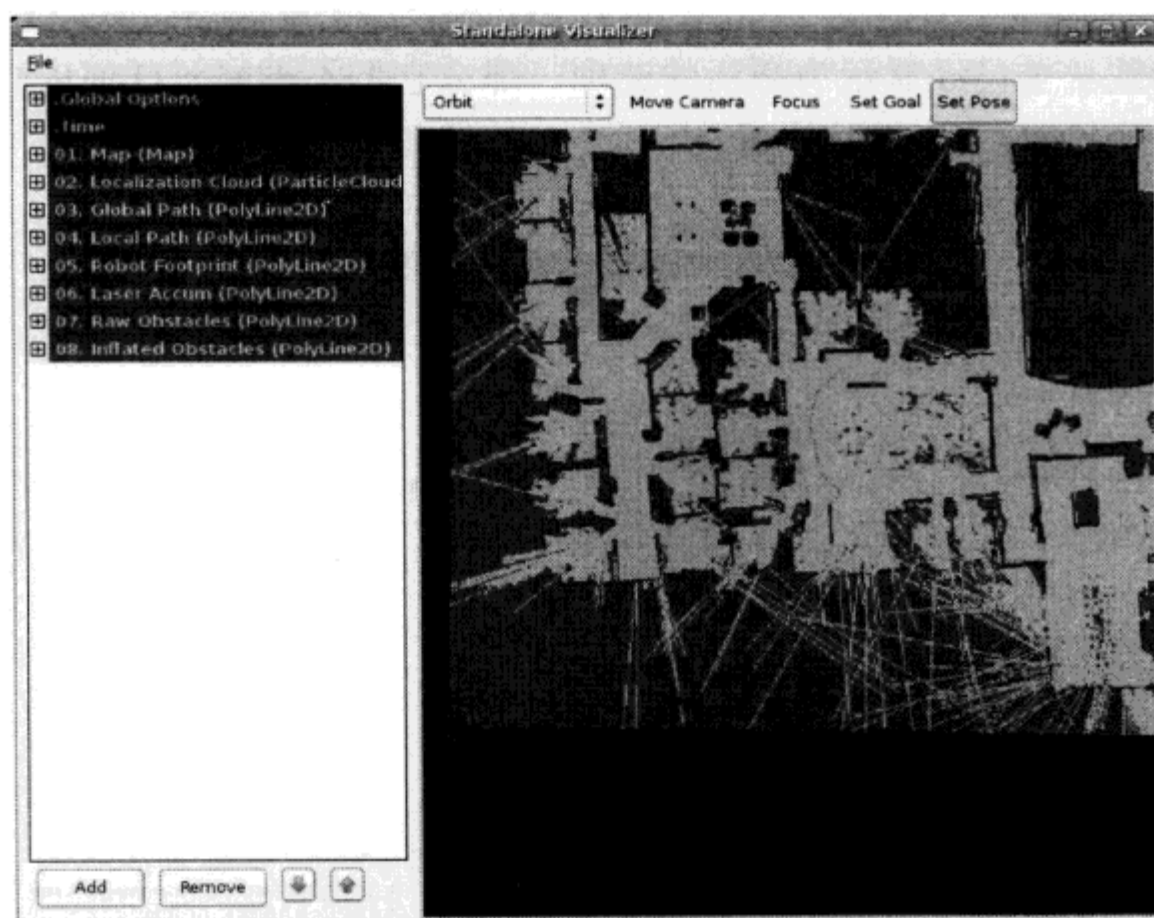 Standalone Visualizer
File
.Global Options
.Time
01. Map (Map)
02. Localization Cloud (ParticleCloud
03. Global Path (PolyLine2D)
04. Local Path (PolyLine2D)
05. Robot Footprint (PolyLine2D)
06. Laser Accum (PolyLine2D)
07. Raw Obstacles (PolyLine2D)
08. Inflated Obstacles (PolyLine2D)
Orbit Move Camera Focus Set Goal Set Pose
Add Remove